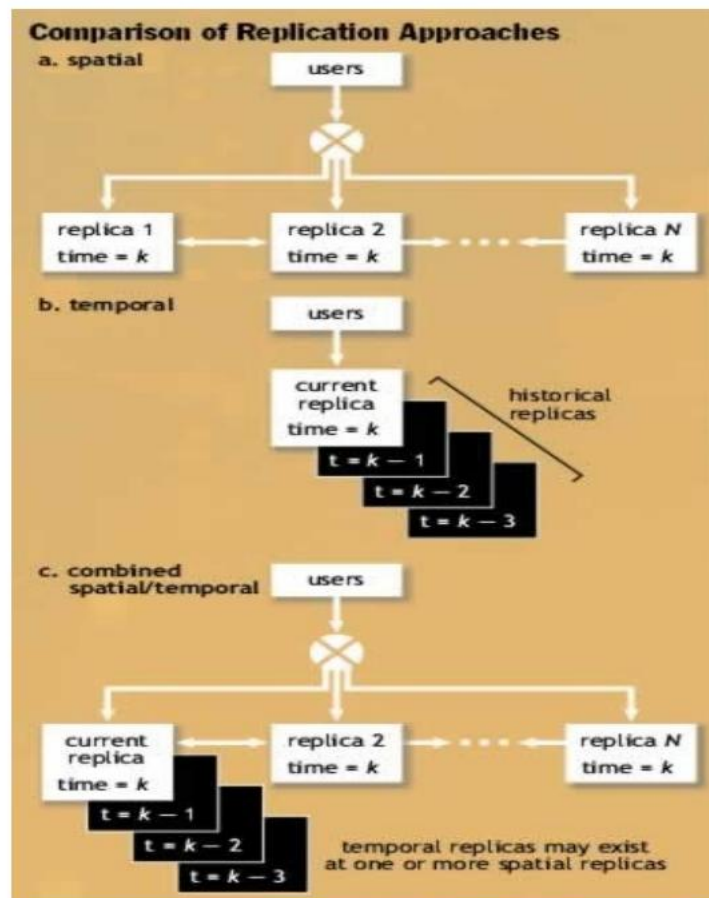 Comparison of Replication Approaches
a. spatial
users
replica 1
time = k
replica 2
time = k
replica N
time = k
b. temporal
users
current
replica
time = k
historical
replicas
t = k — 1
t = k — 2
t = k — 3
c. combined
spatial/temporal
users
current
replica
time = k
replica 2
time = k
replica N
time = k
t = k — 1
t = k — 2
t = k — 3
temporal replicas may exist
at one or more spatial replicas